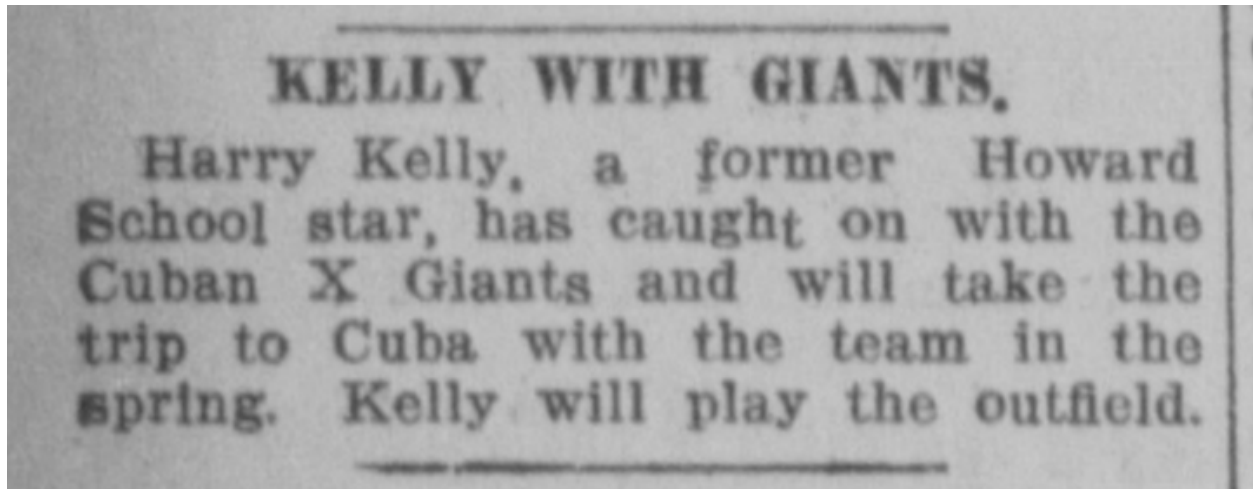 KELLY WITH GIANTS.
Harry Kelly, a former Howard
School star, has caught on with the
Cuban X Giants and will take the
trip to Cuba with the team in the
spring. Kelly will play the outfield.